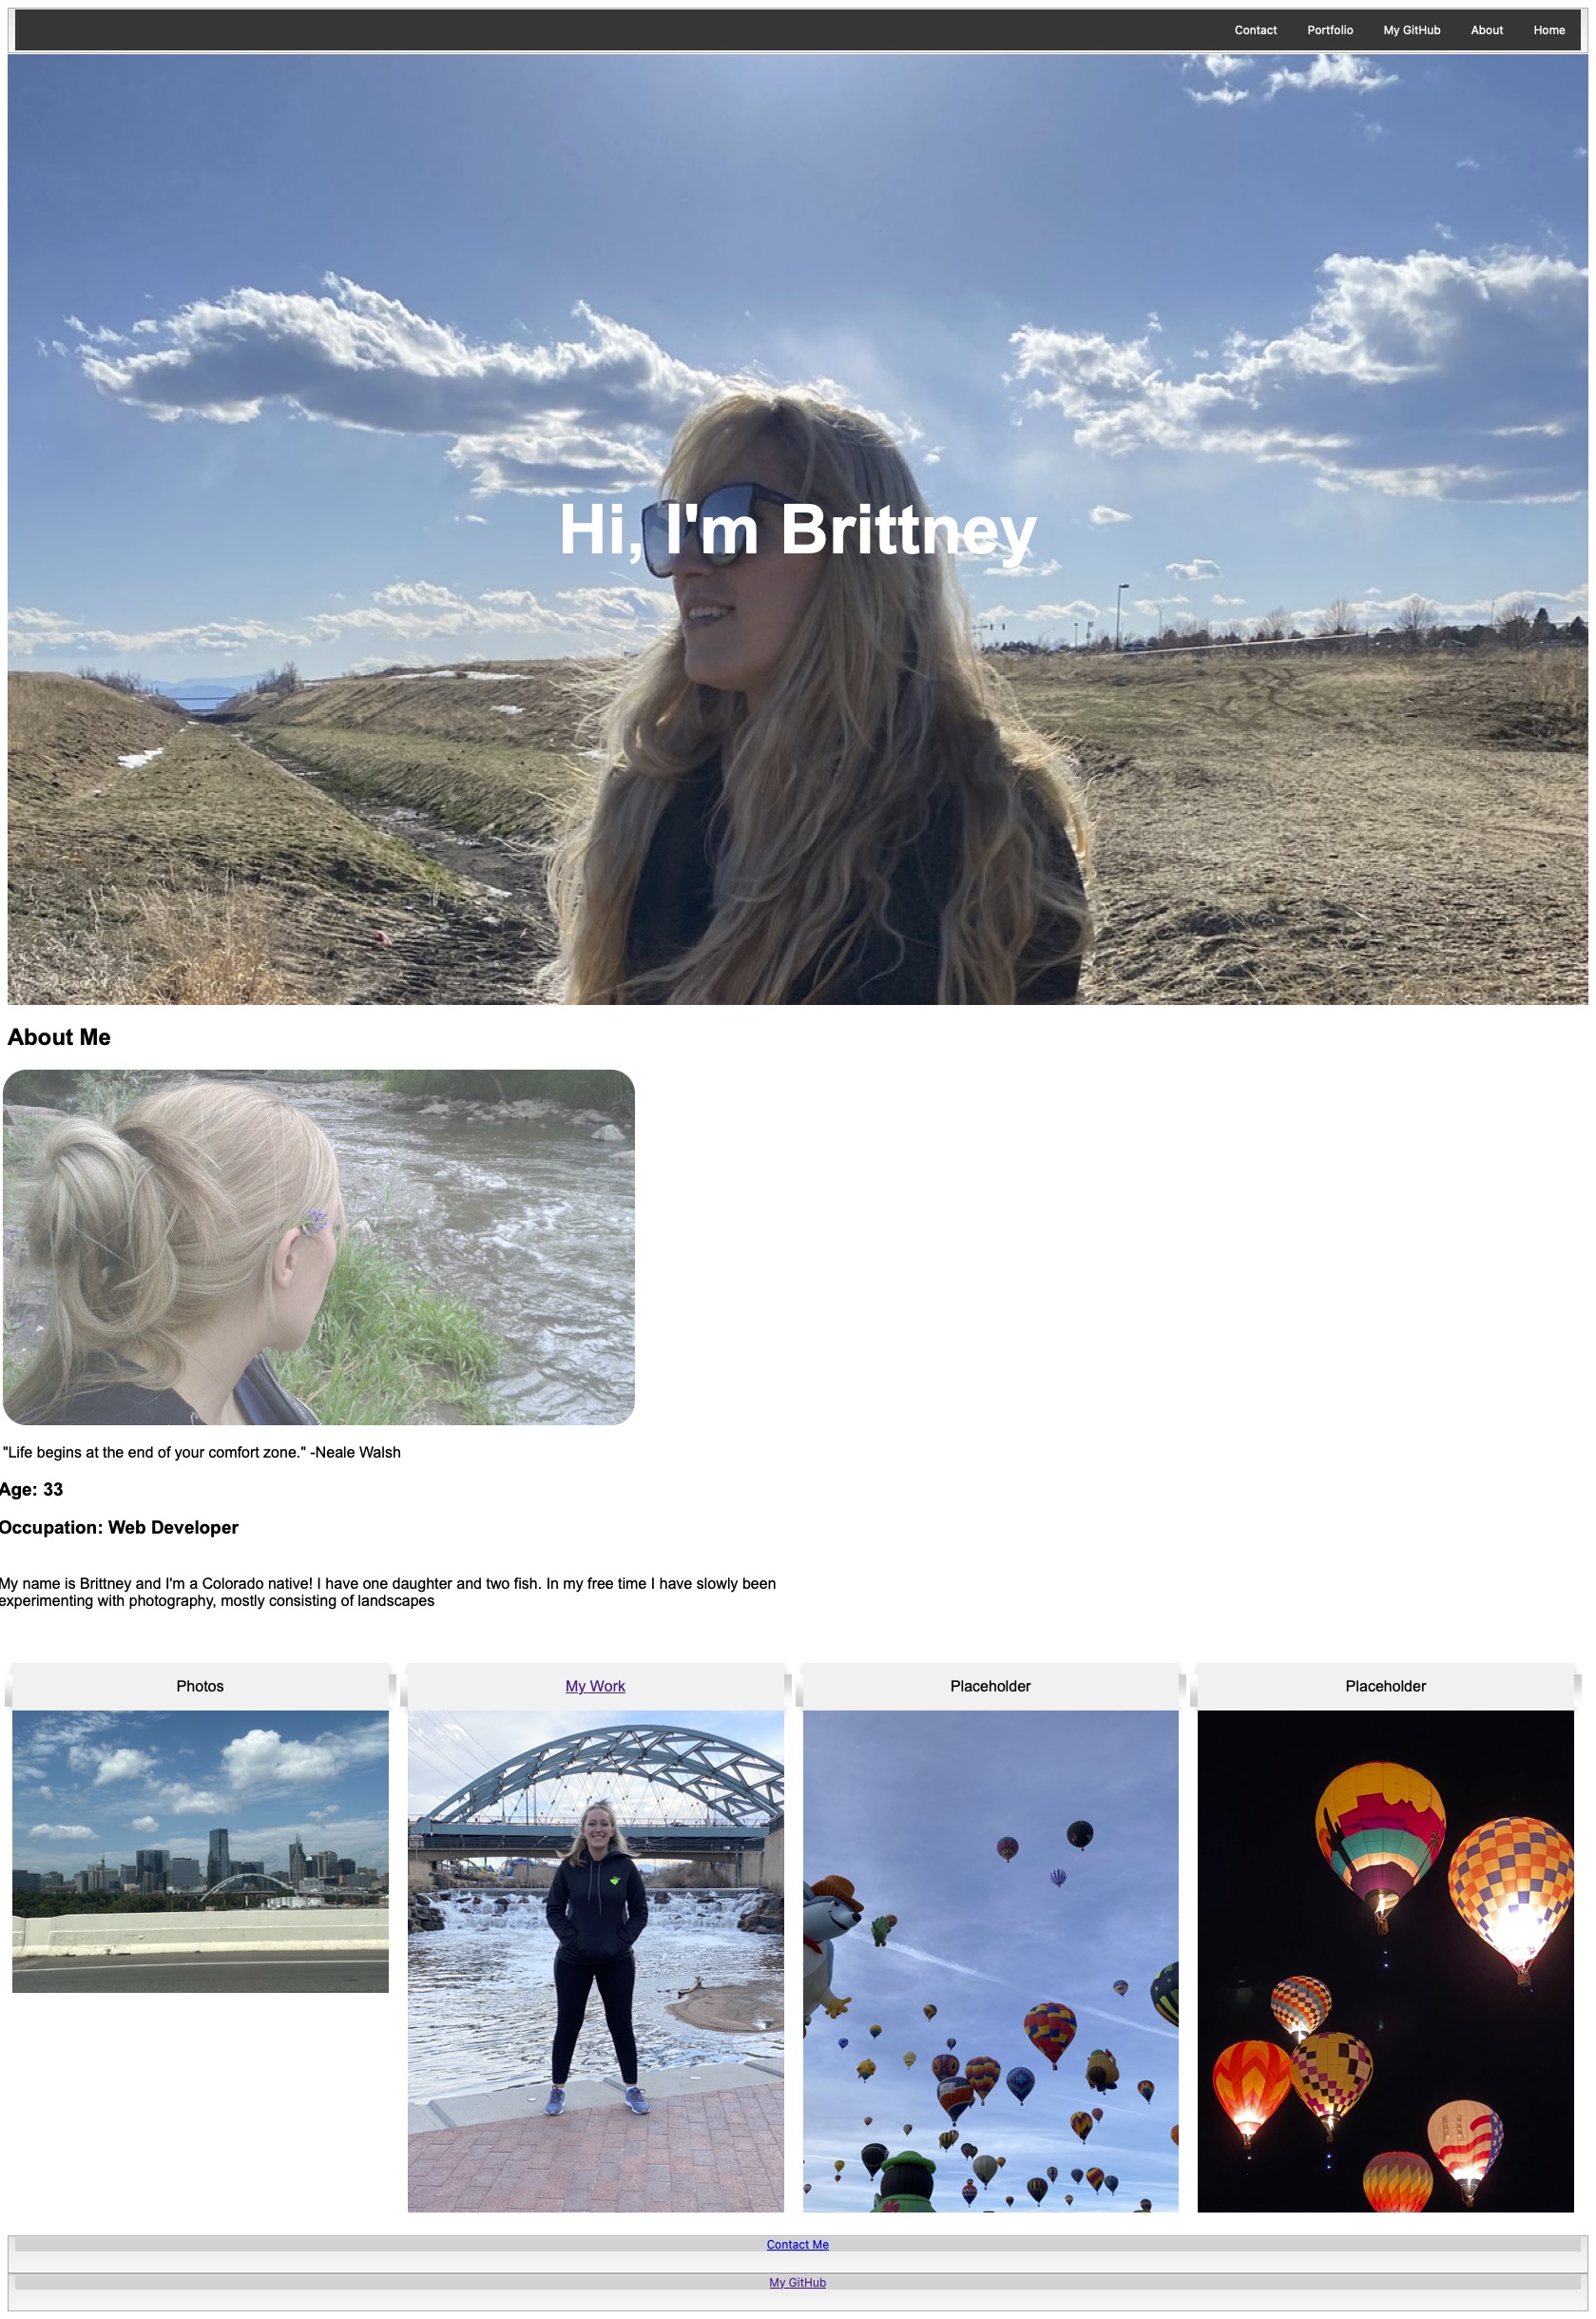 Contact Portfolio My GitHub About Home
Hi, I'm Brittney
About Me
"Life begins at the end of your comfort zone." -Neale Walsh
Age: 33
Occupation: Web Developer
My name is Brittney and I'm a Colorado native! I have one daughter and two fish. In my free time I have slowly been
experimenting with photography, mostly consisting of landscapes
Photos
My Work
Placeholder
Placeholder
Contact Me
My GitHub